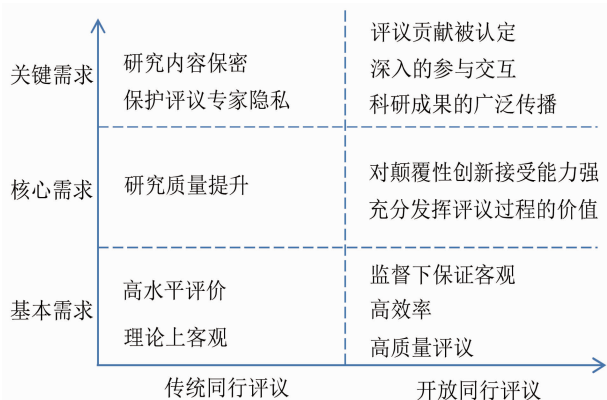 关键需求
研究内容保密
保护评议专家隐私
评议贡献被认定
深入的参与交互
科研成果的广泛传播
核心需求
研究质量提升
对颠覆性创新接受能力强
充分发挥评议过程的价值
基本需求
高水平评价
理论上客观
监督下保证客观
高效率
高质量评议
传统同行评议
开放同行评议